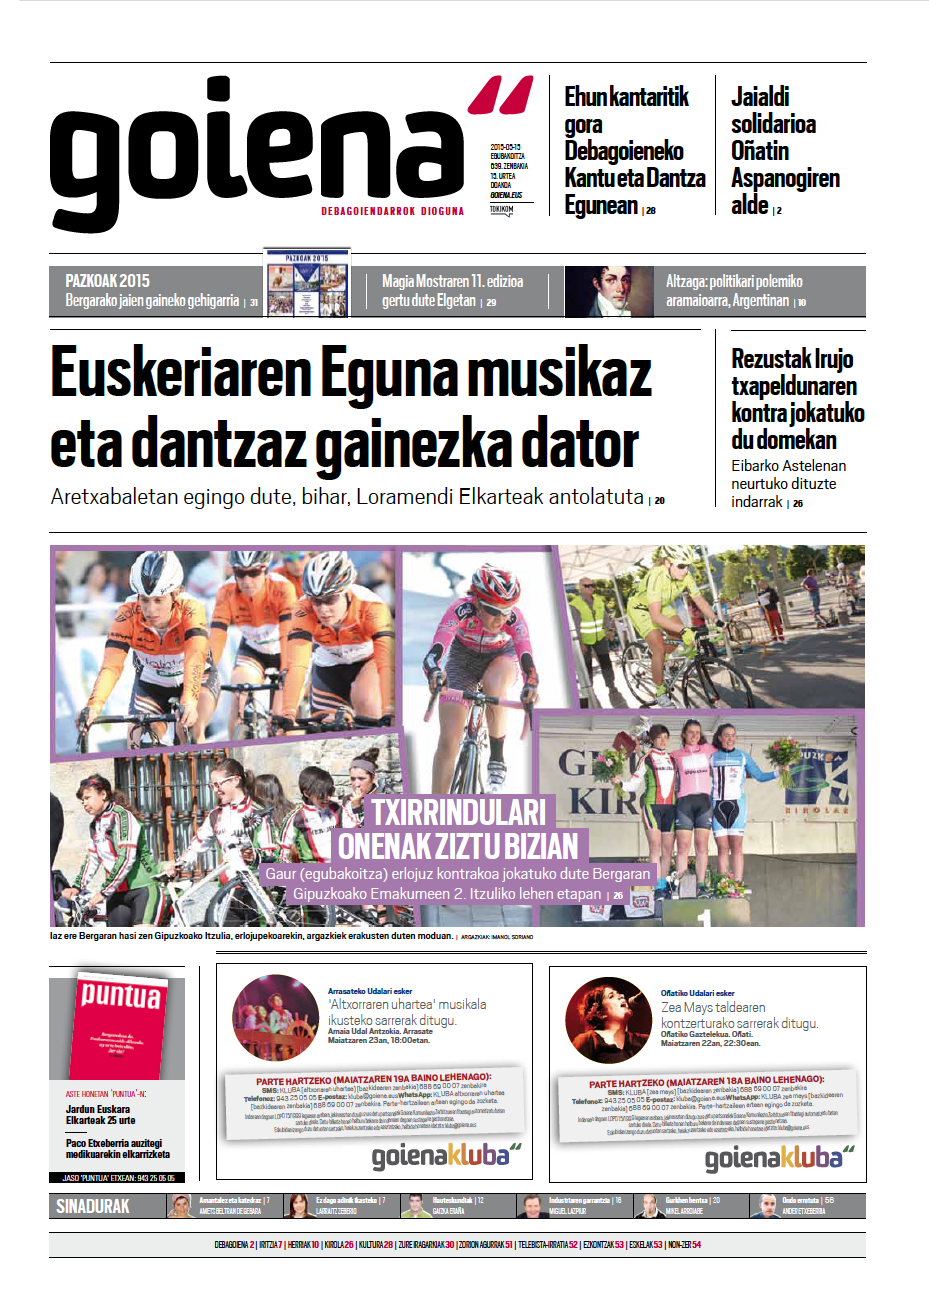 goiena
DEBAGOIENDARROK DIOGUNA
2015-05-15
EGUBAKOITZA
639. ZENBAKIA
15. URTEA
DOAKOA
GOIENA.EUS
TOKIKOM
Ehun kantaritik
gora
Debagoieneko
Kantu eta Dantza
Egunean | 28
Jaialdi
solidarioa
Oñatin
Aspanogiren
alde | 2
PAZKOAK 2015
Bergarako jaien gaineko gehigarria | 31
PAZKOAK 2015
Magia Mostraren 11. edizioa
gertu dute Elgetan | 29
Altzaga: politikari polemiko
aramaioarra, Argentinan | 10
Euskeriaren Eguna musikaz
eta dantzaz gainezka dator
Aretxabaletan egingo dute, bihar, Loramendi Elkarteak antolatuta | 20
Rezustak Irujo
txapeldunaren
kontra jokatuko
du domekan
Eibarko Astelenan
neurtuko dituzte
indarrak | 26
TXIRRINDULARI
ONENAK ZIZTU BIZIAN
Gaur (egubakoitza) erlojuz kontrakoa jokatuko dute Bergaran
Gipuzkoako Emakumeen 2. Itzuliko lehen etapan | 26
Iaz ere Bergaran hasi zen Gipuzkoako Itzulia, erlojupekoarekin, argazkiek erakusten duten moduan. | ARGAZKIAK: IMANOL SORIANO
puntua
ASTE HONETAN 'PUNTUA'-N:
Jardun Euskara
Elkarteak 25 urte
Paco Etxeberria auzitegi
medikuarekin elkarrizketa
JASO 'PUNTUA' ETXEAN: 943 25 05 05
Arrasateko Udalari esker
'Altxorraren uhartea' musikala
ikusteko sarrerak ditugu.
Amaia Udal Antzokia. Arrasate
Maiatzaren 23an, 18:00etan.
PARTE HARTZEKO (MAIATZAREN 19A BAINO LEHENAGO):
SMS: KLUBA [altxorraren uhartea] [bazkidearen zenbakia] 688 69 00 07 zenbakira
Telefonoz: 943 25 05 05 E-postaz: kluba@goiena.eus WhatsApp: KLUBA altxorraren uhartea
[bazkidearen zenbakia] 688 69 00 07 zenbakira. Parte-hartzaileen artean egingo da zozketa.
goienakluba
Oñatiko Udalari esker
Zea Mays taldearen
kontzerturako sarrerak ditugu.
Oñatiko Gaztelekua. Oñati.
Maiatzaren 22an, 22:30ean.
PARTE HARTZEKO (MAIATZAREN 18A BAINO LEHENAGO):
SMS: KLUBA [zea mays] [bazkidearen zenbakia] 688 69 00 07 zenbakira
Telefonoz: 943 25 05 05 E-postaz: kluba@goiena.eus WhatsApp: KLUBA zea mays [bazkidearen
zenbakia] 688 69 00 07 zenbakira. Parte-hartzaileen artean egingo da zozketa.
goienakluba
SINADURAK
Amantalez eta katedraz | 7
AMETS BELTRAN DE GEBARA
Ez dago adinik ikasteko | 7
LARRAITZ ZEBERIO
Hauteskundiak | 12
GAIZKA ERAÑA
Industriaren garrantzia | 16
MIGUEL LAZPIUR
Gurkhen herrixa | 20
MIKEL ARRIOABE
Ondo errotuta | 56
ANDER ETXEBERRIA
DEBAGOIENA 2 | IRITZIA 7 | HERRIAK 10 | KIROLA 26 | KULTURA 28 | ZURE IRAGARKIAK 30 | ZORION AGURRAK 51 | TELEBISTA-IRRATIA 52 | EZKONTZAK 53 | ESKELAK 53 | NON-ZER 54